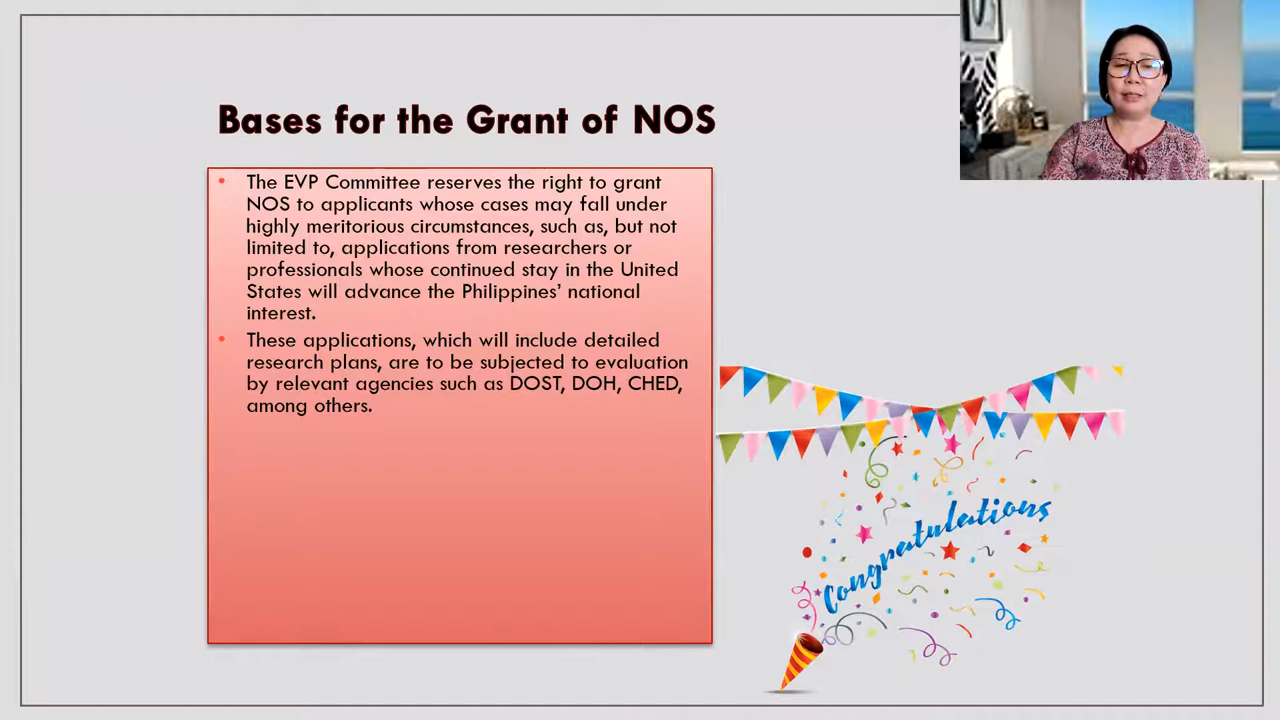 Bases for the Grant of NOS
• The EVP Committee reserves the right to grant
NOS to applicants whose cases may fall under
highly meritorious circumstances, such as, but not
limited to, applications from researchers or
professionals whose continued stay in the United
States will advance the Philippines’ national
interest.
• These applications, which will include detailed
research plans, are to be subjected to evaluation
by relevant agencies such as DOST, DOH, CHED,
among others.
Congratulations